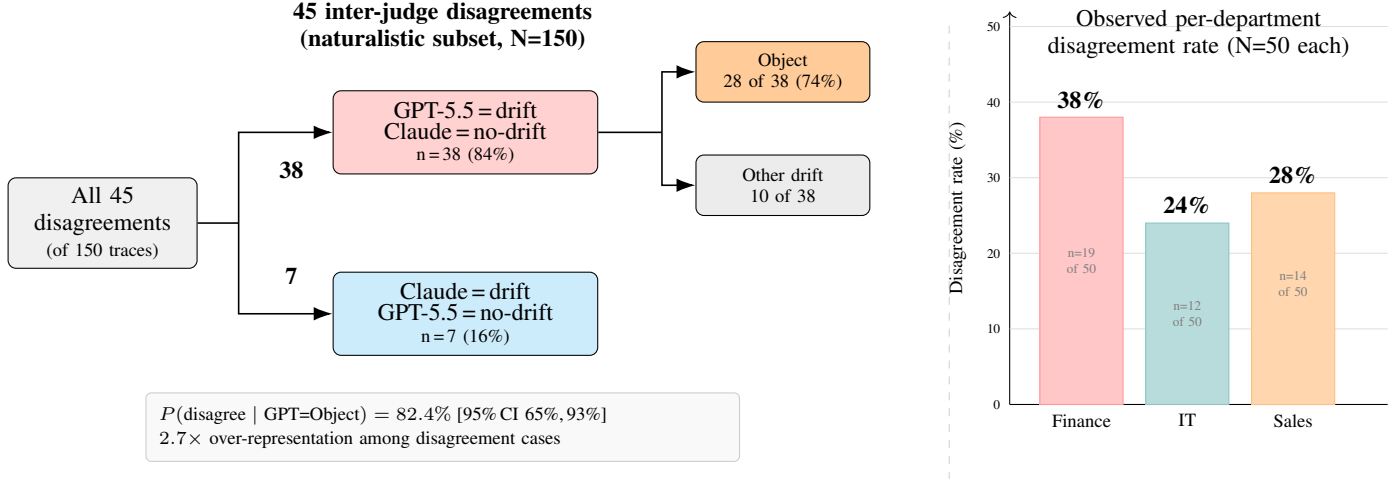 45 inter-judge disagreements
(naturalistic subset, N=150)
All 45
disagreements
(of 150 traces)
38
7
GPT-5.5 = drift
Claude = no-drift
n = 38 (84%)
Claude = drift
GPT-5.5 = no-drift
n = 7 (16%)
Object
28 of 38 (74%)
Other drift
10 of 38
P(disagree | GPT=Object) = 82.4% [95% CI 65%, 93%]
2.7× over-representation among disagreement cases
Observed per-department
disagreement rate (N=50 each)
Disagreement rate (%)
50
40
30
20
10
0
38%
n=19
of 50
24%
n=12
of 50
28%
n=14
of 50
Finance
IT
Sales